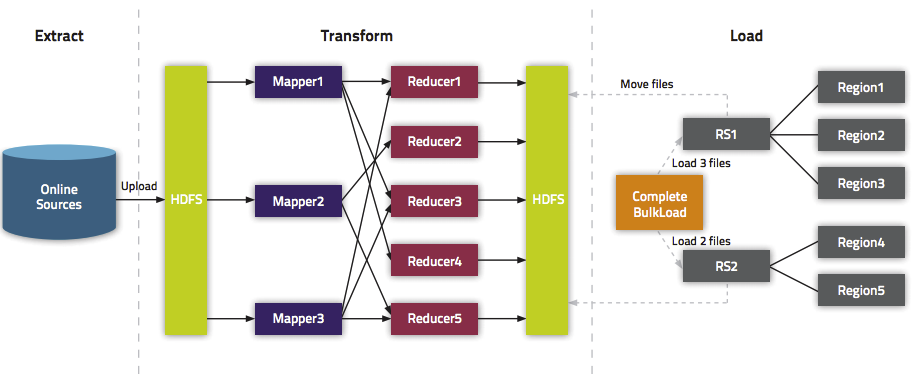 Extract
Transform
Load
Online
Sources
Upload
HDFS
Mapper1
Mapper2
Mapper3
Reducer1
Reducer2
Reducer3
Reducer4
Reducer5
HDFS
Move files
RS1
Load 3 files
Complete
BulkLoad
Load 2 files
RS2
Region1
Region2
Region3
Region4
Region5